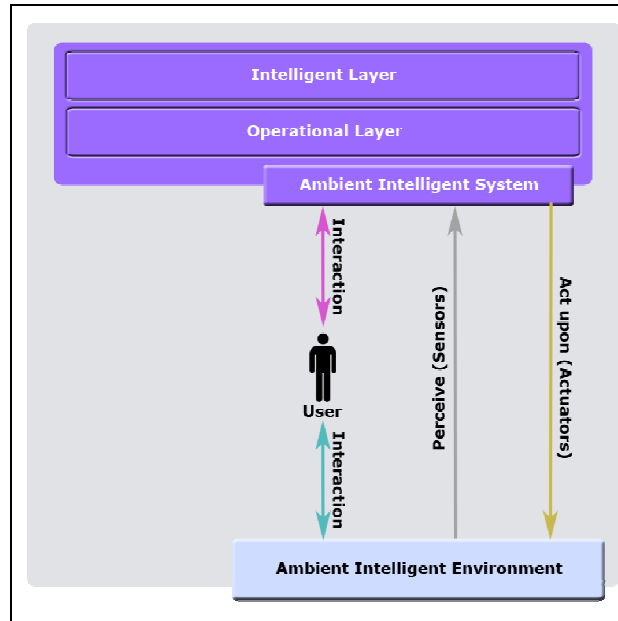 Intelligent Layer
Operational Layer
Ambient Intelligent System
Interaction
Perceive (Sensors)
Act upon (Actuators)
User
Interaction
Ambient Intelligent Environment